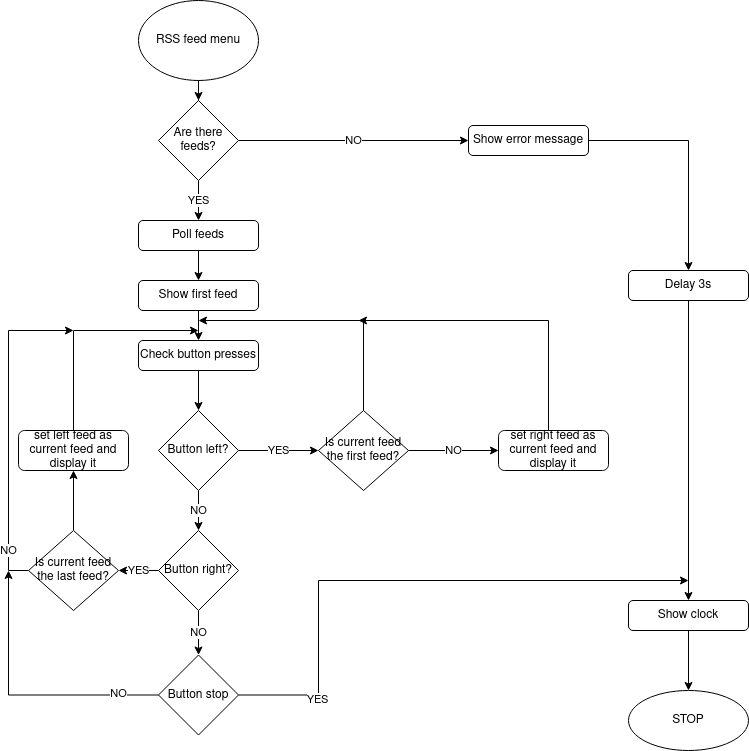 RSS feed menu
Are there
feeds?
NO
Show error message
YES
Poll feeds
Delay 3s
Show first feed
Check button presses
set left feed as
current feed and
display it
Button left?
YES
Is current feed
the first feed?
NO
set right feed as
current feed and
display it
NO
NO
Is current feed
the last feed?
YES
Button right?
NO
Show clock
NO
Button stop
YES
STOP